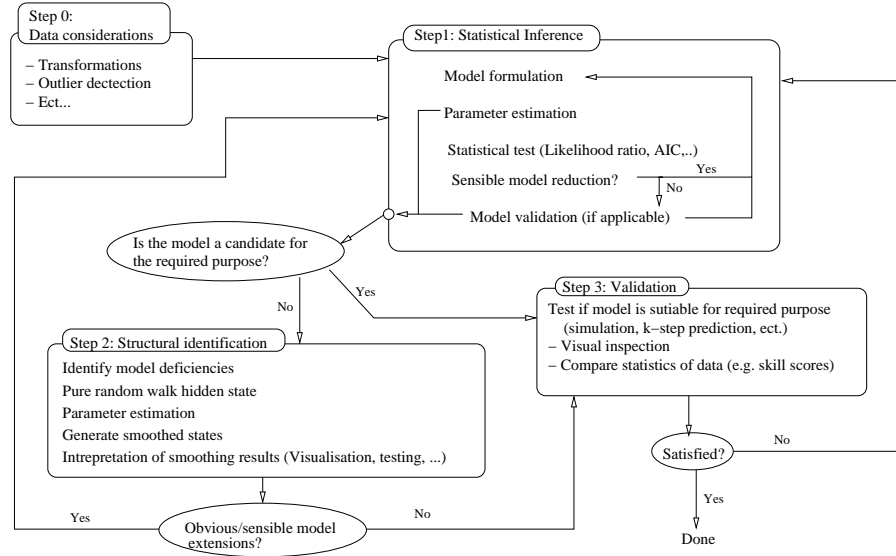 Step 0:
Data considerations
– Transformations
– Outlier dectection
– Ect...
Step1: Statistical Inference
Model formulation
Parameter estimation
Statistical test (Likelihood ratio, AIC,..)
Sensible model reduction?
Yes
No
Model validation (if applicable)
Is the model a candidate for
the required purpose?
No
Yes
Step 2: Structural identification
Identify model deficiencies
Pure random walk hidden state
Parameter estimation
Generate smoothed states
Intrepretation of smoothing results (Visualisation, testing, ...)
Yes
Obvious/sensible model
extensions?
No
Step 3: Validation
Test if model is sutiable for required purpose
(simulation, k–step prediction, ect.)
– Visual inspection
– Compare statistics of data (e.g. skill scores)
Satisfied?
No
Yes
Done